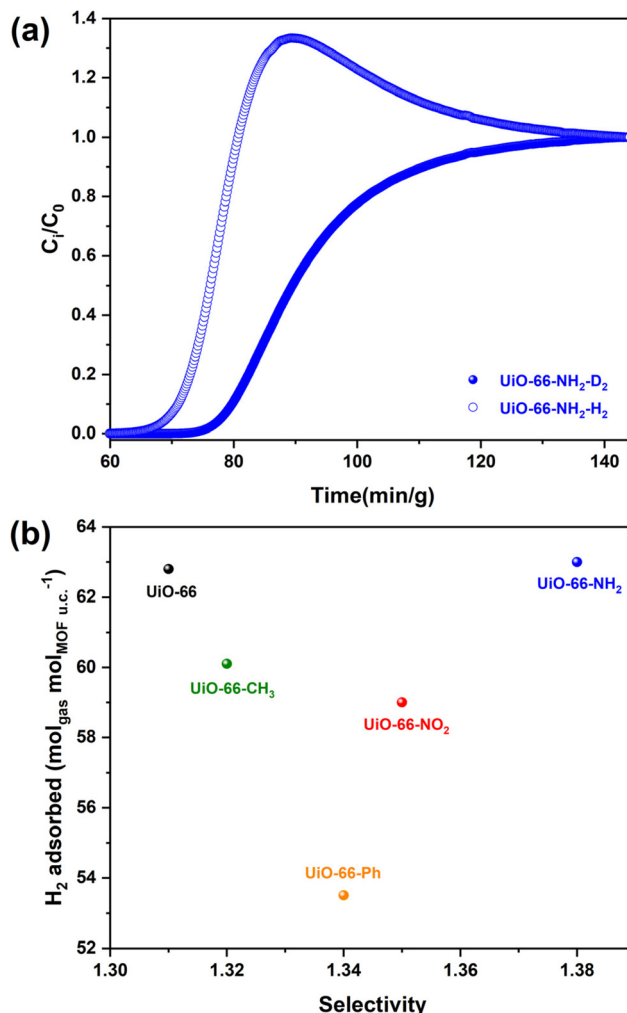 (a)
1.4
1.2
1.0
0.8
0.6
0.4
0.2
0.0
Cᵢ/C₀
UiO-66-NH₂-D₂
UiO-66-NH₂-H₂
60 80 100 120 140
Time(min/g)
(b)
64
62
60
58
56
54
52
H₂ adsorbed (mol_gas mol_MOF u.c.⁻¹)
UiO-66
UiO-66-NH₂
UiO-66-CH₃
UiO-66-NO₂
UiO-66-Ph
1.30 1.32 1.34 1.36 1.38
Selectivity